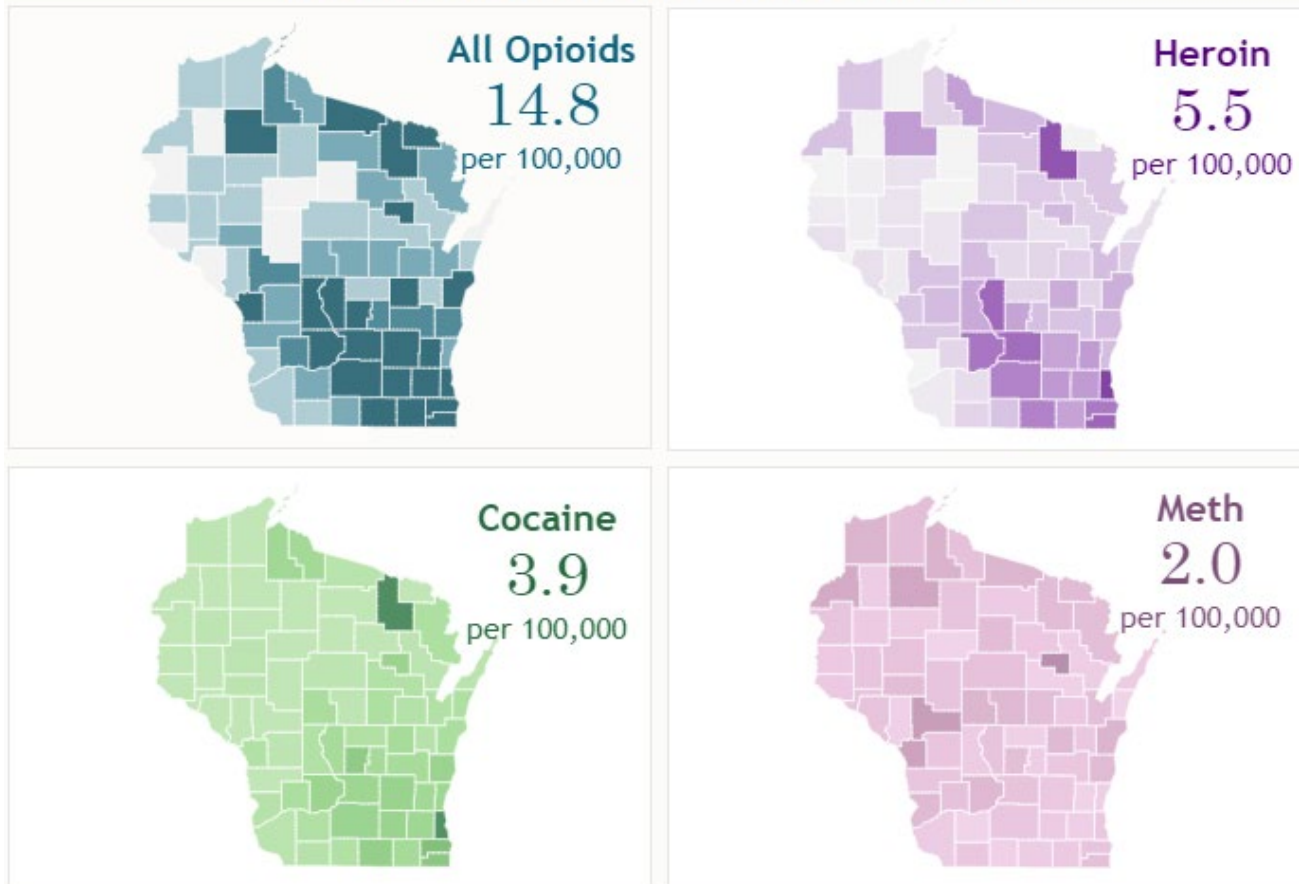 All Opioids
14.8
per 100,000
Heroin
5.5
per 100,000
Cocaine
3.9
per 100,000
Meth
2.0
per 100,000